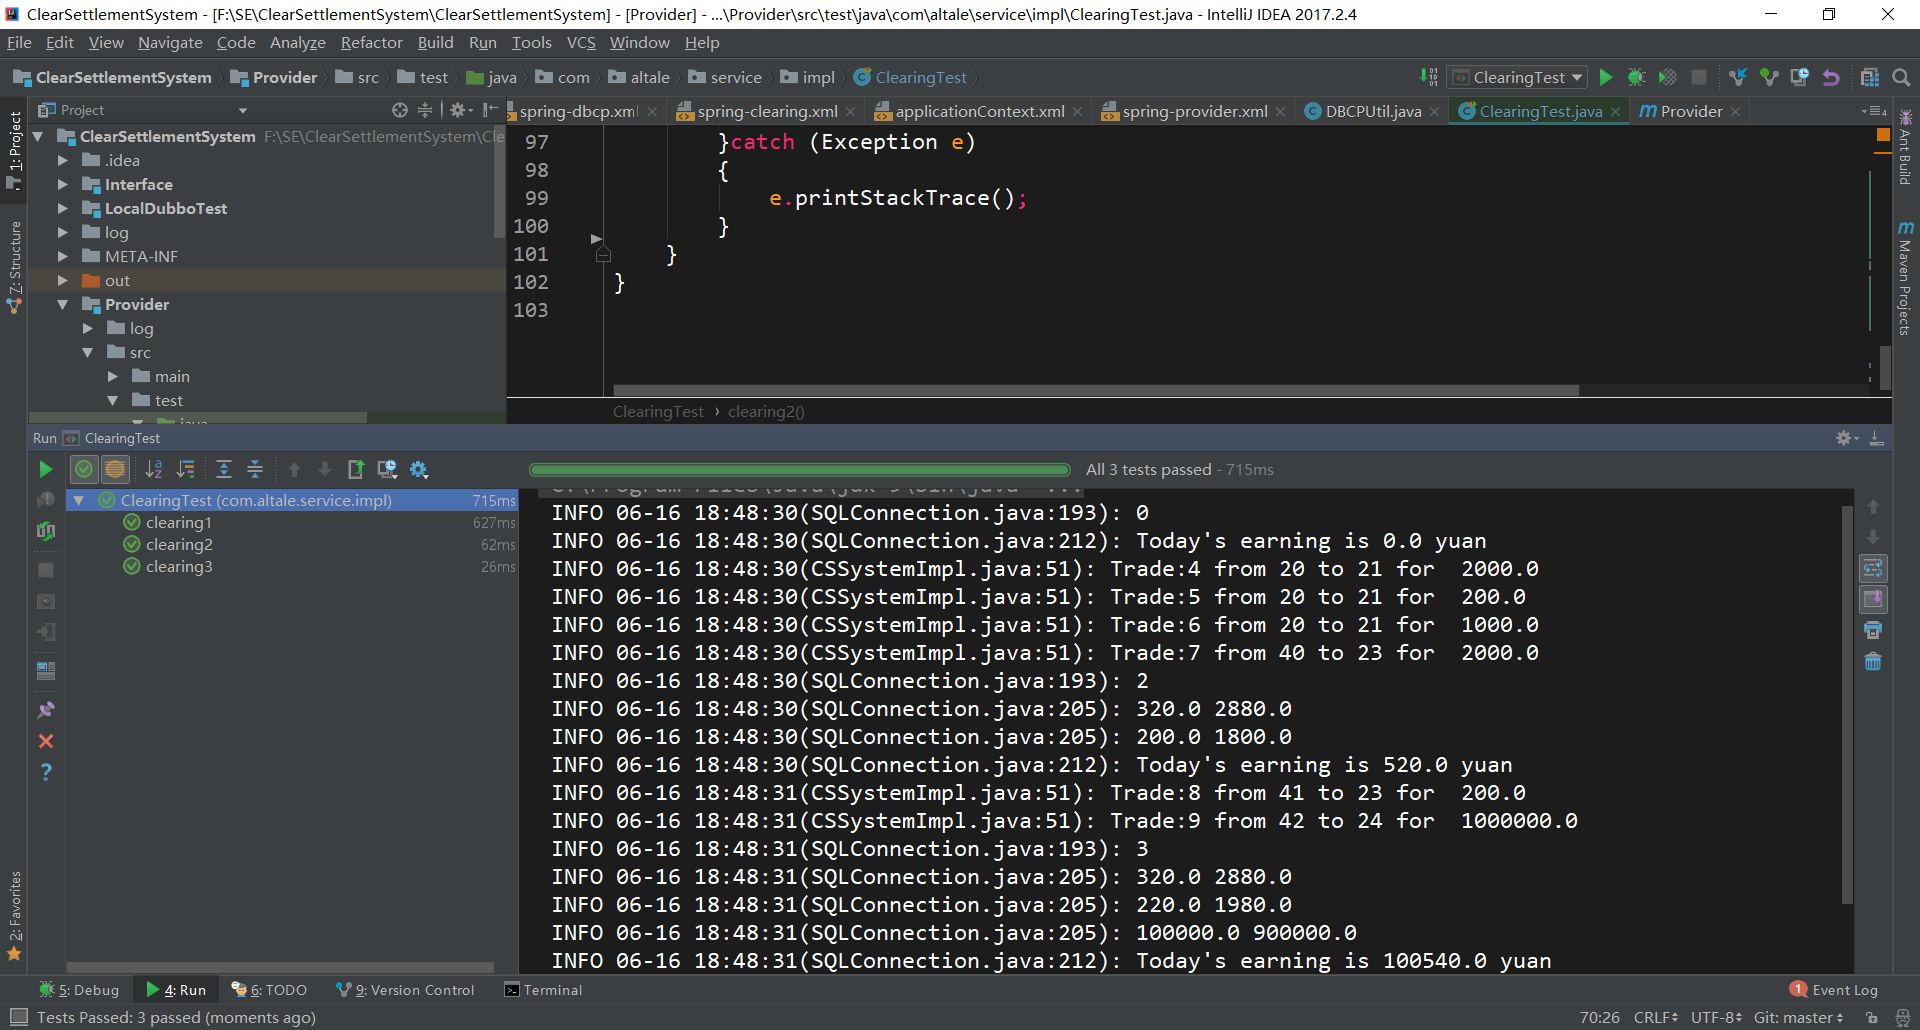 ClearSettlementSystem - [F:\SE\ClearSettlementSystem\ClearSettlementSystem] - [Provider] - ...\Provider\src\test\java\com\altale\service\impl\ClearingTest.java - IntelliJ IDEA 2017.2.4
File Edit View Navigate Code Analyze Refactor Build Run Tools VCS Window Help
ClearSettlementSystem Provider src test java com altale service impl ClearingTest
ClearingTest
Project
spring-dbcp.xml spring-clearing.xml applicationContext.xml spring-provider.xml DBCPUtil.java ClearingTest.java Provider
4
1: Project
Z: Structure
2: Favorites
Ant Build
Maven Projects
ClearSettlementSystem F:\SE\ClearSettlementSystem\Cle
.idea
Interface
LocalDubboTest
log
META-INF
out
Provider
log
src
main
test
java
97 }catch (Exception e)
98 {
99 e.printStackTrace();
100 }
101 }
102 }
103
ClearingTest › clearing2()
Run ClearingTest
All 3 tests passed - 715ms
ClearingTest (com.altale.service.impl) 715ms
clearing1 627ms
clearing2 62ms
clearing3 26ms
INFO 06-16 18:48:30(SQLConnection.java:193): 0
INFO 06-16 18:48:30(SQLConnection.java:212): Today's earning is 0.0 yuan
INFO 06-16 18:48:30(CSSystemImpl.java:51): Trade:4 from 20 to 21 for  2000.0
INFO 06-16 18:48:30(CSSystemImpl.java:51): Trade:5 from 20 to 21 for  200.0
INFO 06-16 18:48:30(CSSystemImpl.java:51): Trade:6 from 20 to 21 for  1000.0
INFO 06-16 18:48:30(CSSystemImpl.java:51): Trade:7 from 40 to 23 for  2000.0
INFO 06-16 18:48:30(SQLConnection.java:193): 2
INFO 06-16 18:48:30(SQLConnection.java:205): 320.0 2880.0
INFO 06-16 18:48:30(SQLConnection.java:205): 200.0 1800.0
INFO 06-16 18:48:30(SQLConnection.java:212): Today's earning is 520.0 yuan
INFO 06-16 18:48:31(CSSystemImpl.java:51): Trade:8 from 41 to 23 for  200.0
INFO 06-16 18:48:31(CSSystemImpl.java:51): Trade:9 from 42 to 24 for  1000000.0
INFO 06-16 18:48:31(SQLConnection.java:193): 3
INFO 06-16 18:48:31(SQLConnection.java:205): 320.0 2880.0
INFO 06-16 18:48:31(SQLConnection.java:205): 220.0 1980.0
INFO 06-16 18:48:31(SQLConnection.java:205): 100000.0 900000.0
INFO 06-16 18:48:31(SQLConnection.java:212): Today's earning is 100540.0 yuan
5: Debug 4: Run 6: TODO 9: Version Control Terminal 1 Event Log
Tests Passed: 3 passed (moments ago) 70:26 CRLF UTF-8 Git: master